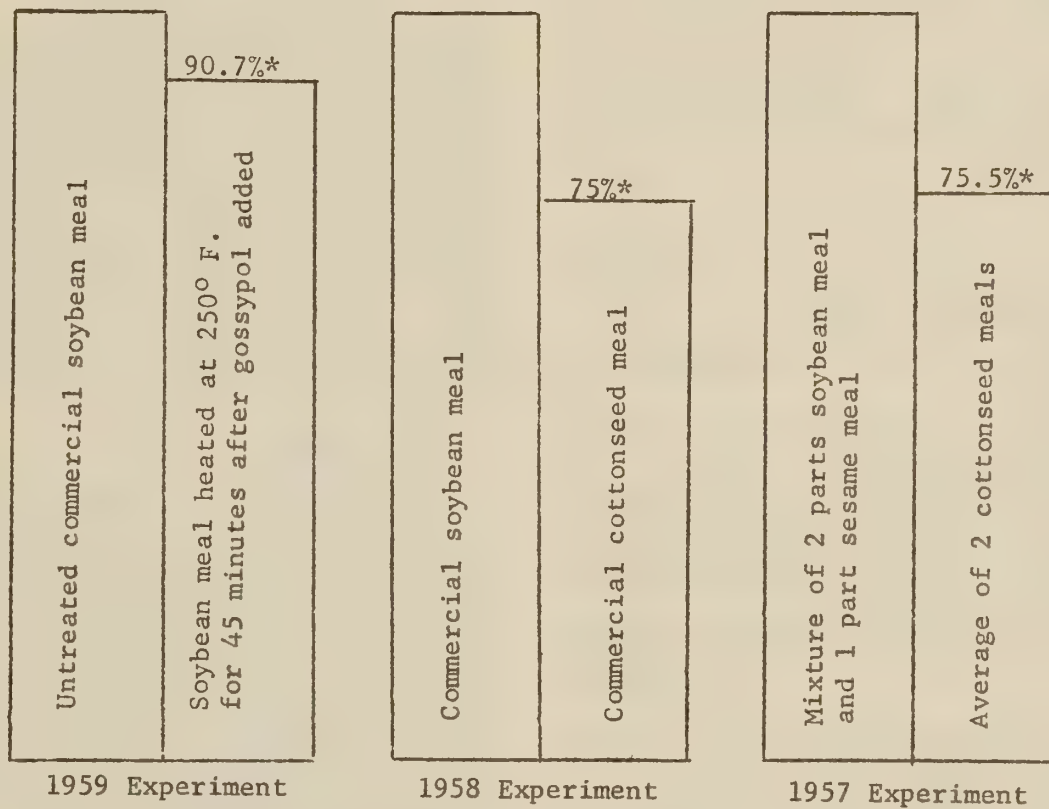 90.7%*
Untreated commercial soybean meal
Soybean meal heated at 250° F.
for 45 minutes after gossypol added
1959 Experiment
75%*
Commercial soybean meal
Commercial cottonseed meal
1958 Experiment
75.5%*
Mixture of 2 parts soybean meal
and 1 part sesame meal
Average of 2 cottonseed meals
1957 Experiment